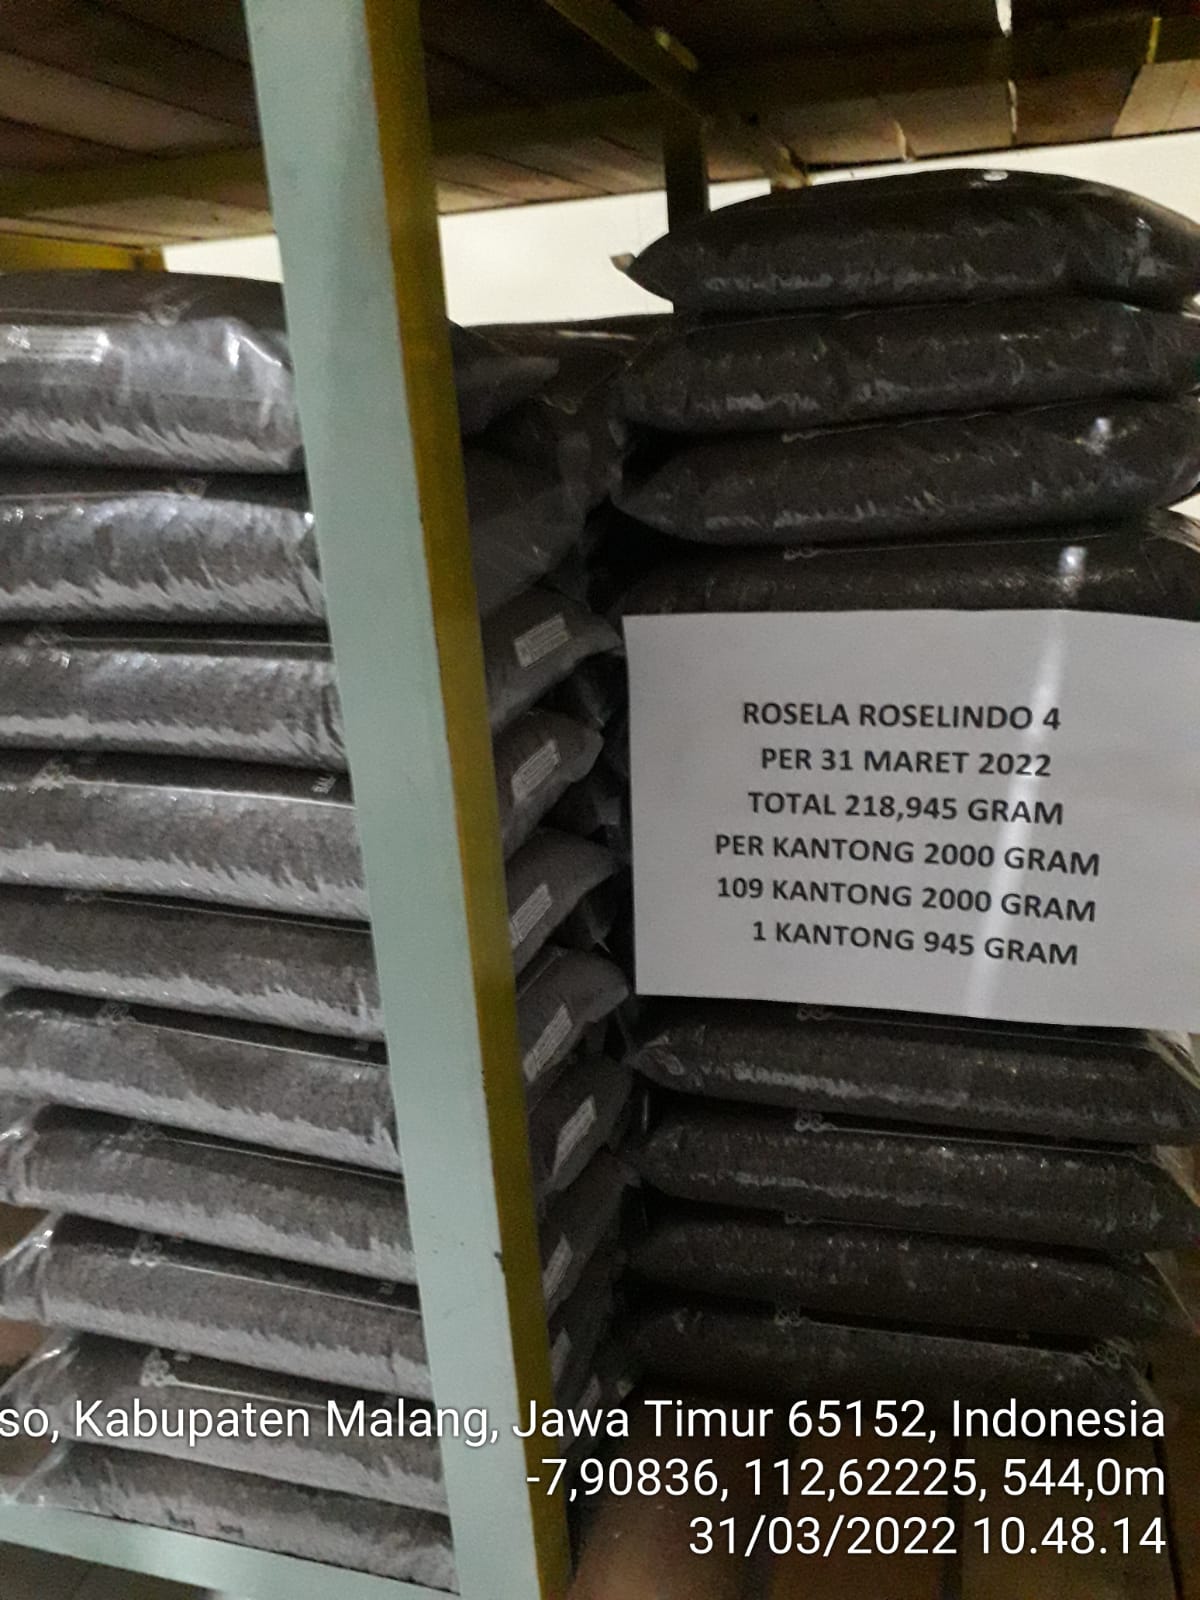 ROSELA ROSELINDO 4
PER 31 MARET 2022
TOTAL 218,945 GRAM
PER KANTONG 2000 GRAM
109 KANTONG 2000 GRAM
1 KANTONG 945 GRAM
so, Kabupaten Malang, Jawa Timur 65152, Indonesia
-7,90836, 112,62225, 544,0m
31/03/2022 10.48.14